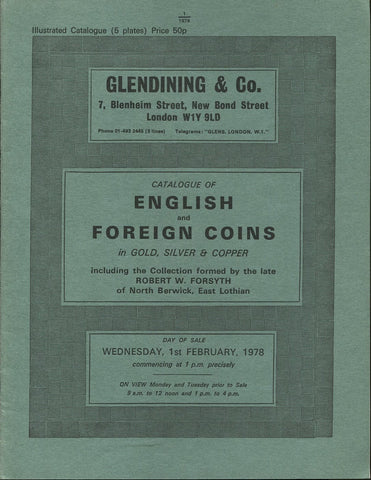 1
1978
Illustrated Catalogue (5 plates) Price 50p
GLENDINING & Co.
7, Blenheim Street, New Bond Street
London W1Y 9LD
Phone 01-493 2445 (3 lines) Telegrams: "GLENS, LONDON, W.1."
CATALOGUE OF
ENGLISH
and
FOREIGN COINS
in GOLD, SILVER & COPPER
including the Collection formed by the late
ROBERT W. FORSYTH
of North Berwick, East Lothian
DAY OF SALE
WEDNESDAY, 1st FEBRUARY, 1978
commencing at 1 p.m. precisely
ON VIEW Monday and Tuesday prior to Sale
9 a.m. to 12 noon and 1 p.m. to 4 p.m.